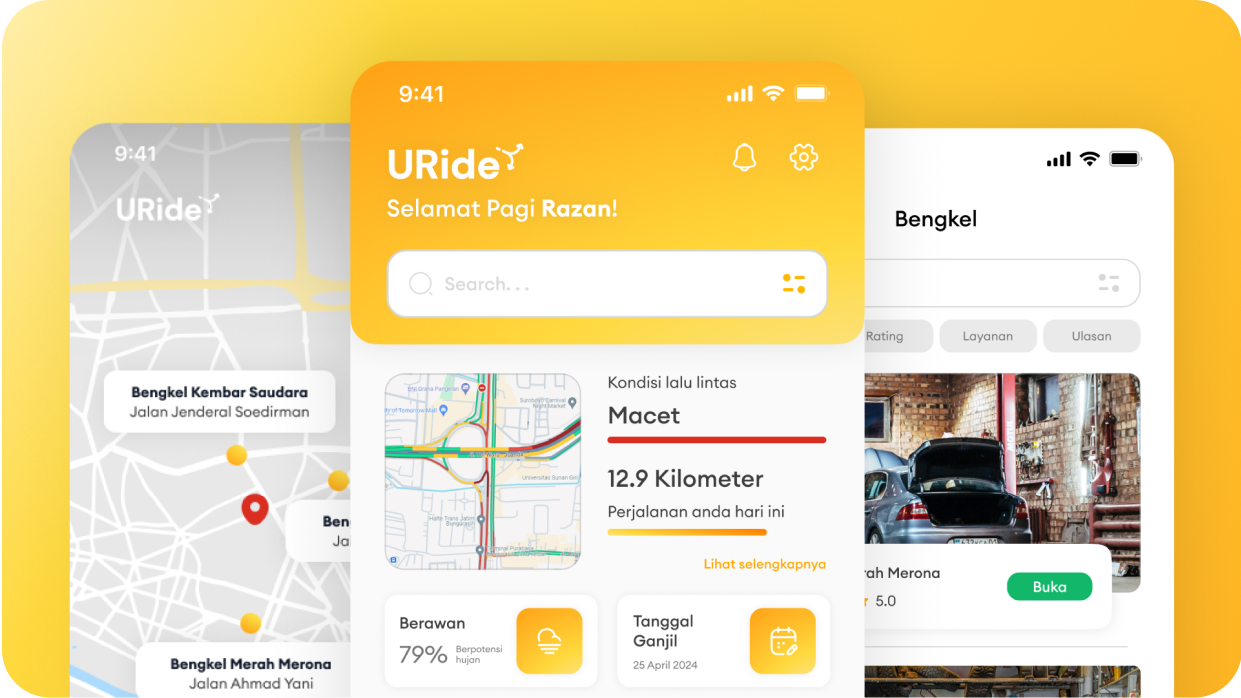 9:41
URide
Bengkel Kembar Saudara
Jalan Jenderal Soedirman
Ben
Ja
Bengkel Merah Merona
Jalan Ahmad Yani
9:41
URide
Selamat Pagi Razan!
Search. . .
Kondisi lalu lintas
Macet
12.9 Kilometer
Perjalanan anda hari ini
Lihat selengkapnya
Berawan
79%
Berpotensi
hujan
Tanggal
Ganjil
25 April 2024
Bengkel
Rating
Layanan
Ulasan
rah Merona
5.0
Buka